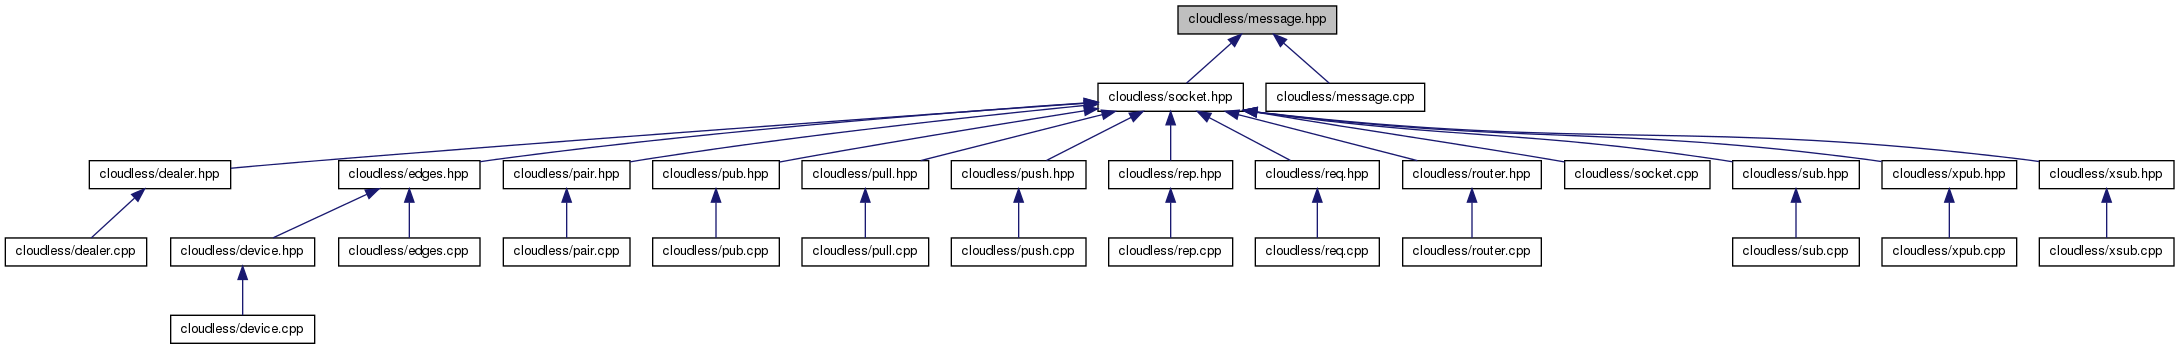 cloudless/message.hpp
cloudless/socket.hpp
cloudless/message.cpp
cloudless/dealer.hpp
cloudless/edges.hpp
cloudless/pair.hpp
cloudless/pub.hpp
cloudless/pull.hpp
cloudless/push.hpp
cloudless/rep.hpp
cloudless/req.hpp
cloudless/router.hpp
cloudless/socket.cpp
cloudless/sub.hpp
cloudless/xpub.hpp
cloudless/xsub.hpp
cloudless/dealer.cpp
cloudless/device.hpp
cloudless/edges.cpp
cloudless/pair.cpp
cloudless/pub.cpp
cloudless/pull.cpp
cloudless/push.cpp
cloudless/rep.cpp
cloudless/req.cpp
cloudless/router.cpp
cloudless/sub.cpp
cloudless/xpub.cpp
cloudless/xsub.cpp
cloudless/device.cpp